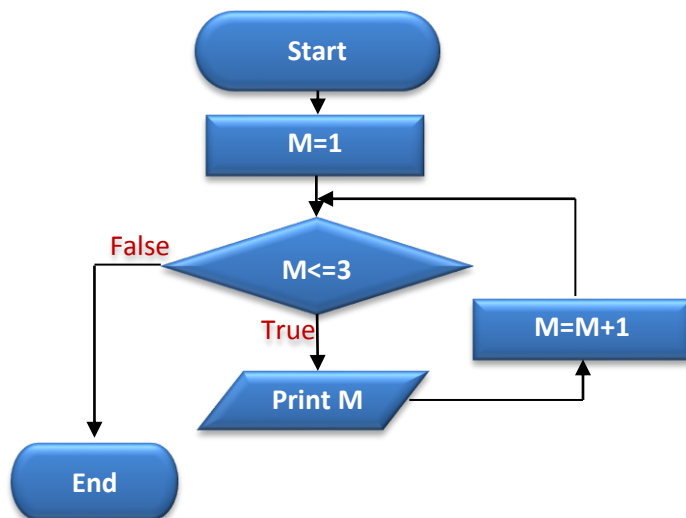 Start
M=1
False
M<=3
True
M=M+1
Print M
End